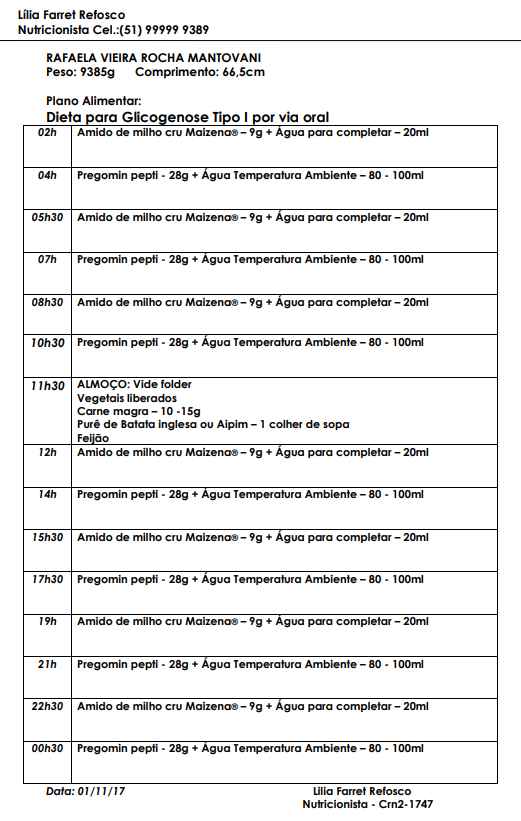 Lília Farret Refosco
Nutricionista Cel.:(51) 99999 9389
RAFAELA VIEIRA ROCHA MANTOVANI
Peso: 9385g Comprimento: 66,5cm
Plano Alimentar:
Dieta para Glicogenose Tipo I por via oral
02h Amido de milho cru Maizena® – 9g + Água para completar – 20ml
04h Pregomin pepti - 28g + Água Temperatura Ambiente – 80 - 100ml
05h30 Amido de milho cru Maizena® – 9g + Água para completar – 20ml
07h Pregomin pepti - 28g + Água Temperatura Ambiente – 80 - 100ml
08h30 Amido de milho cru Maizena® – 9g + Água para completar – 20ml
10h30 Pregomin pepti - 28g + Água Temperatura Ambiente – 80 - 100ml
11h30 ALMOÇO: Vide folder
Vegetais liberados
Carne magra – 10 -15g
Purê de Batata inglesa ou Aipim – 1 colher de sopa
Feijão
12h Amido de milho cru Maizena® – 9g + Água para completar – 20ml
14h Pregomin pepti - 28g + Água Temperatura Ambiente – 80 - 100ml
15h30 Amido de milho cru Maizena® – 9g + Água para completar – 20ml
17h30 Pregomin pepti - 28g + Água Temperatura Ambiente – 80 - 100ml
19h Amido de milho cru Maizena® – 9g + Água para completar – 20ml
21h Pregomin pepti - 28g + Água Temperatura Ambiente – 80 - 100ml
22h30 Amido de milho cru Maizena® – 9g + Água para completar – 20ml
00h30 Pregomin pepti - 28g + Água Temperatura Ambiente – 80 - 100ml
Data: 01/11/17 Lília Farret Refosco
Nutricionista - Crn2-1747